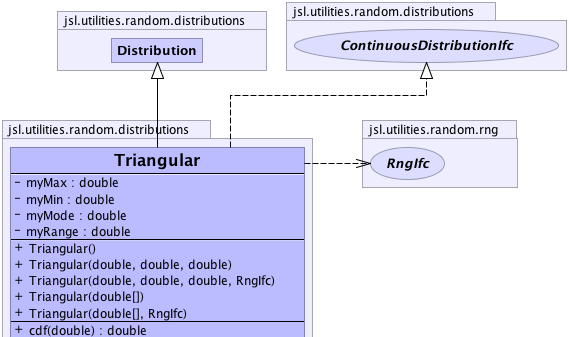 jsl.utilities.random.distributions
Distribution
jsl.utilities.random.distributions
ContinuousDistributionIfc
jsl.utilities.random.distributions
Triangular
- myMax : double
- myMin : double
- myMode : double
- myRange : double
+ Triangular()
+ Triangular(double, double, double)
+ Triangular(double, double, double, RngIfc)
+ Triangular(double[])
+ Triangular(double[], RngIfc)
+ cdf(double) : double
jsl.utilities.random.rng
RngIfc